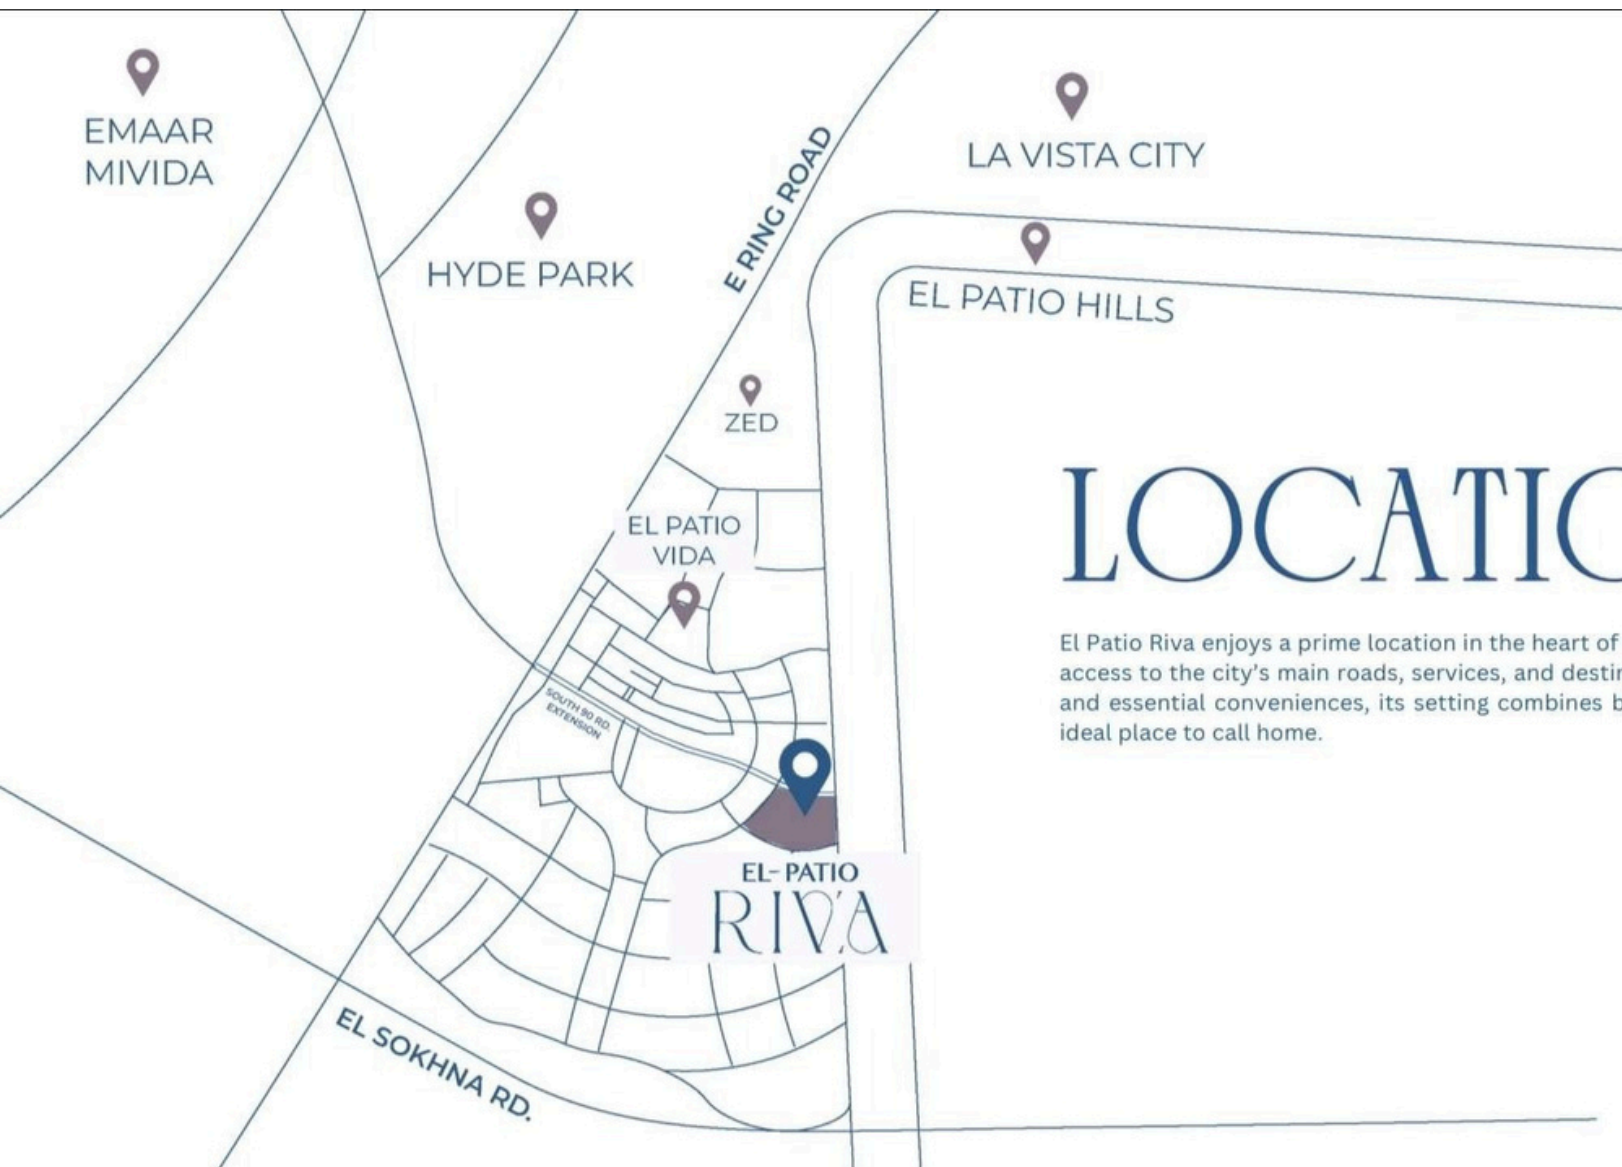 EMAAR
MIVIDA
HYDE PARK
E RING ROAD
LA VISTA CITY
EL PATIO HILLS
ZED
EL PATIO
VIDA
SOUTH 90 RD.
EXTENSION
EL-PATIO
RIVA
EL SOKHNA RD.
LOCATIO
El Patio Riva enjoys a prime location in the heart of
access to the city's main roads, services, and destin
and essential conveniences, its setting combines b
ideal place to call home.